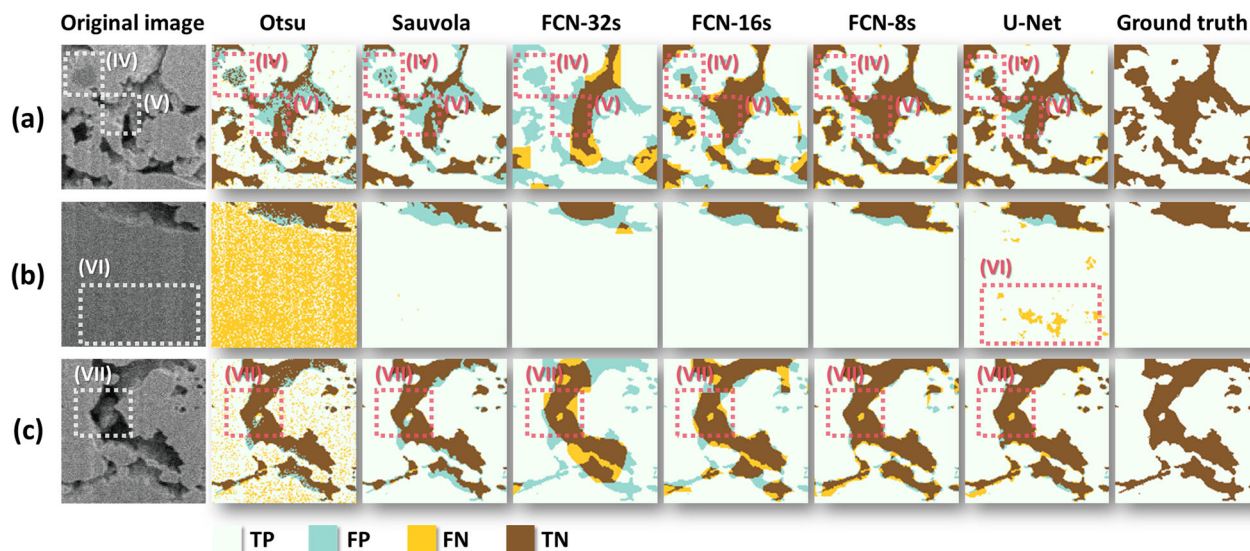 Original image Otsu Sauvola FCN-32s FCN-16s FCN-8s U-Net Ground truth
(a) (IV) (IV) (IV) (IV) (IV) (IV) (IV)
(V) (V) (V) (V) (V) (V) (V)
(b) (VI) (VI)
(c) (VII) (VII) (VII) (VII) (VII) (VII) (VII)
TP FP FN TN